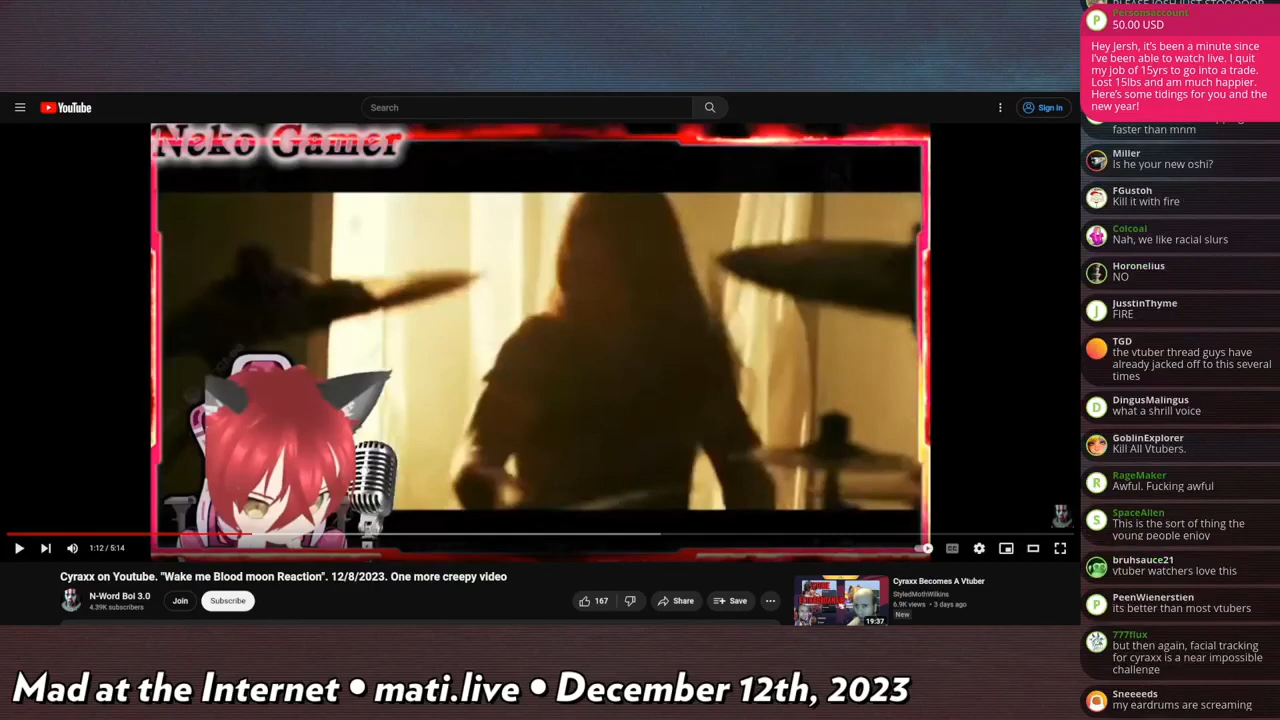 YouTube
Search
Sign in
Neko Gamer
1:12 / 5:14
Cyraxx on Youtube. "Wake me Blood moon Reaction". 12/8/2023. One more creepy video
N-Word Boi 3.0
4.39K subscribers
Join
Subscribe
167
Share
Save
Cyraxx Becomes A Vtuber
StyledMothWilkins
6.9K views • 3 days ago
New
19:37
Mad at the Internet • mati.live • December 12th, 2023
PLEASE JOSH JUST STOOOOOP
P
Personsaccount
50.00 USD
Hey Jersh, it's been a minute since
I've been able to watch live. I quit
my job of 15yrs to go into a trade.
Lost 15lbs and am much happier.
Here's some tidings for you and the
new year!
faster than mnm
Miller
Is he your new oshi?
FGustoh
Kill it with fire
Colcoal
Nah, we like racial slurs
Horonelius
NO
J
JusstinThyme
FIRE
TGD
the vtuber thread guys have
already jacked off to this several
times
D
DingusMalingus
what a shrill voice
GoblinExplorer
Kill All Vtubers.
R
RageMaker
Awful. Fucking awful
S
SpaceAllen
This is the sort of thing the
young people enjoy
bruhsauce21
vtuber watchers love this
P
PeenWienerstien
its better than most vtubers
777flux
but then again, facial tracking
for cyraxx is a near impossible
challenge
Sneeeeds
my eardrums are screaming